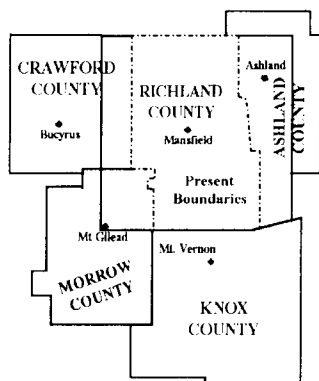 CRAWFORD
COUNTY
Bucyrus
RICHLAND
COUNTY
Mansfield
Present
Boundaries
Ashland
ASHLAND
COUNTY
Mt Gilead
MORROW
COUNTY
Mt. Vernon
KNOX
COUNTY